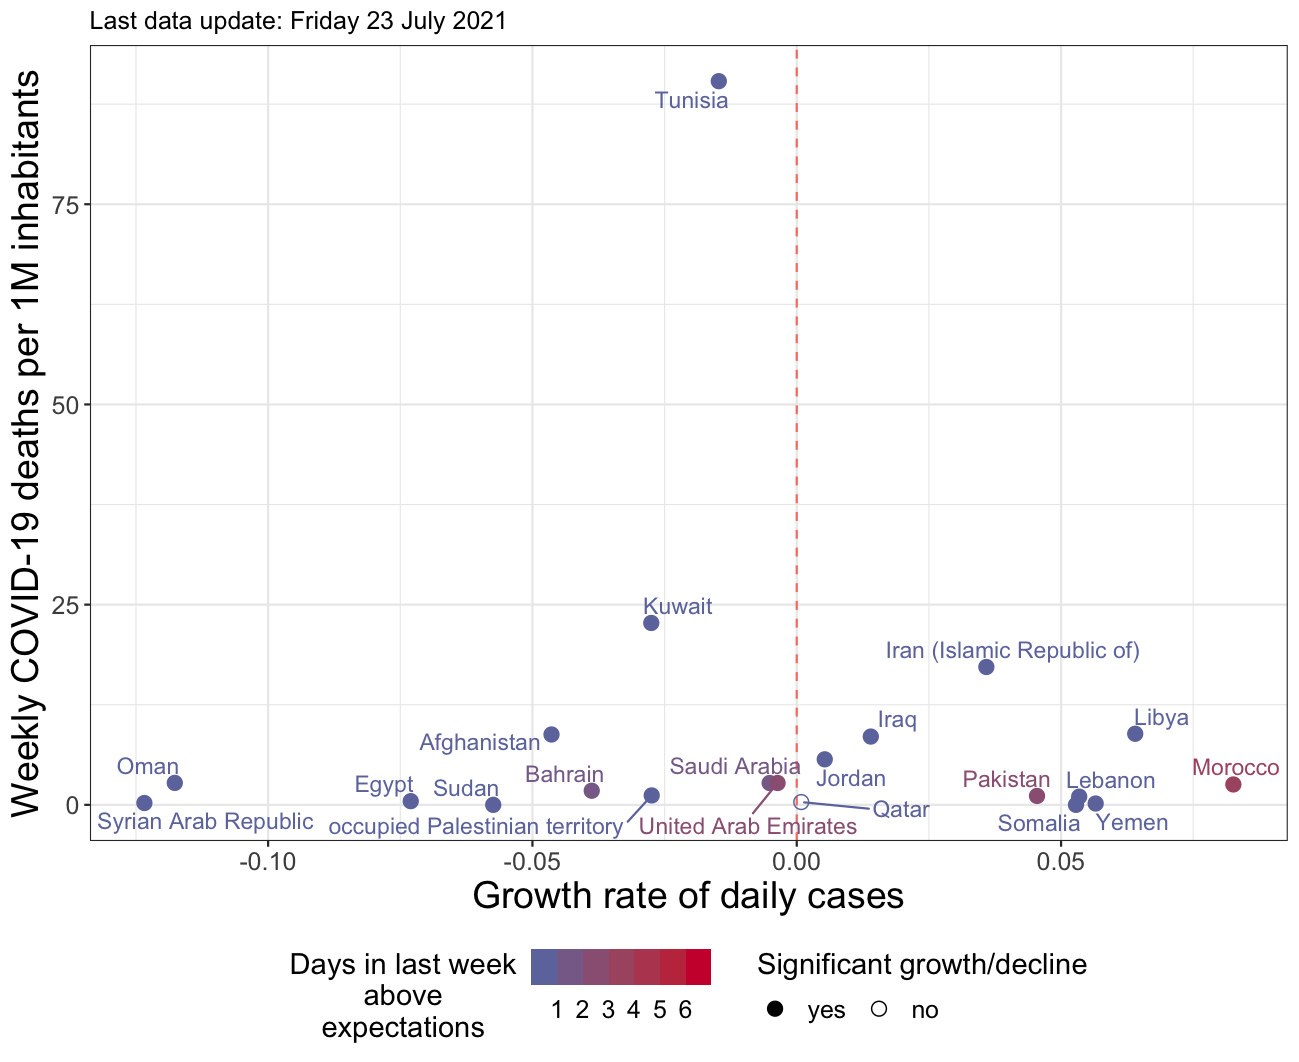 Last data update: Friday 23 July 2021
Weekly COVID-19 deaths per 1M inhabitants
Tunisia
75
50
25
Kuwait
Iran (Islamic Republic of)
Iraq
Libya
Afghanistan
Oman
Saudi Arabia
Morocco
Bahrain
Jordan
Pakistan
Lebanon
Egypt
Sudan
0
Qatar
Syrian Arab Republic
occupied Palestinian territory
United Arab Emirates
Somalia
Yemen
-0.10
-0.05
0.00
0.05
Growth rate of daily cases
Days in last week
above
expectations
1 2 3 4 5 6
Significant growth/decline
yes
no